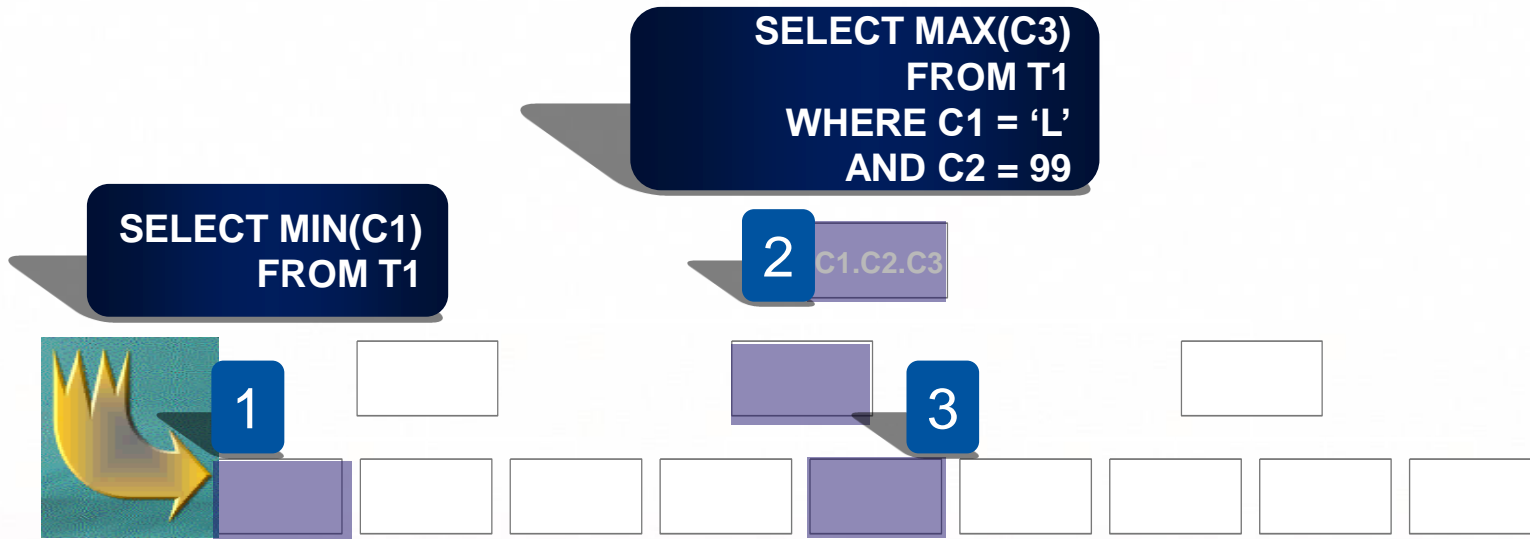 SELECT MAX(C3)
FROM T1
WHERE C1 = ‘L’
AND C2 = 99
SELECT MIN(C1)
FROM T1
2
C1.C2.C3
1
3